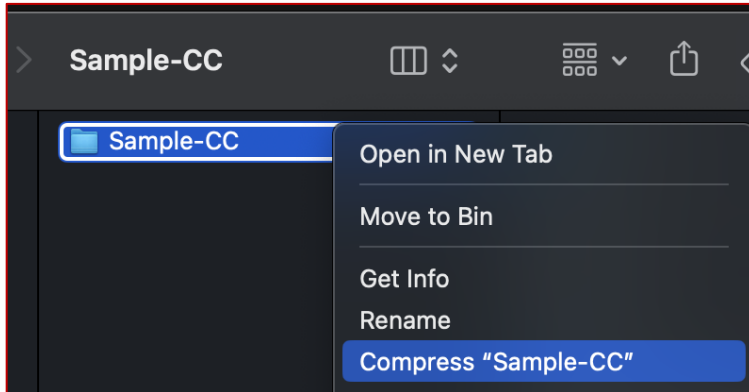 Sample-CC
Sample-CC
Open in New Tab
Move to Bin
Get Info
Rename
Compress “Sample-CC”